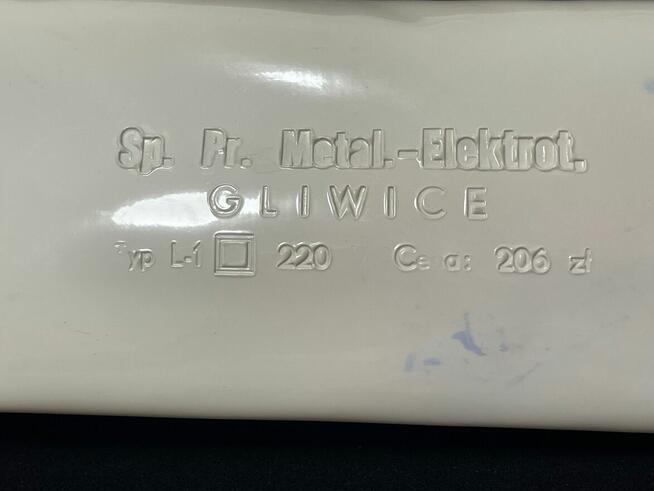 Sp. Pr. Metal.-Elektrot.
GLIWICE
Typ L-1 220 Cena: 206 zł